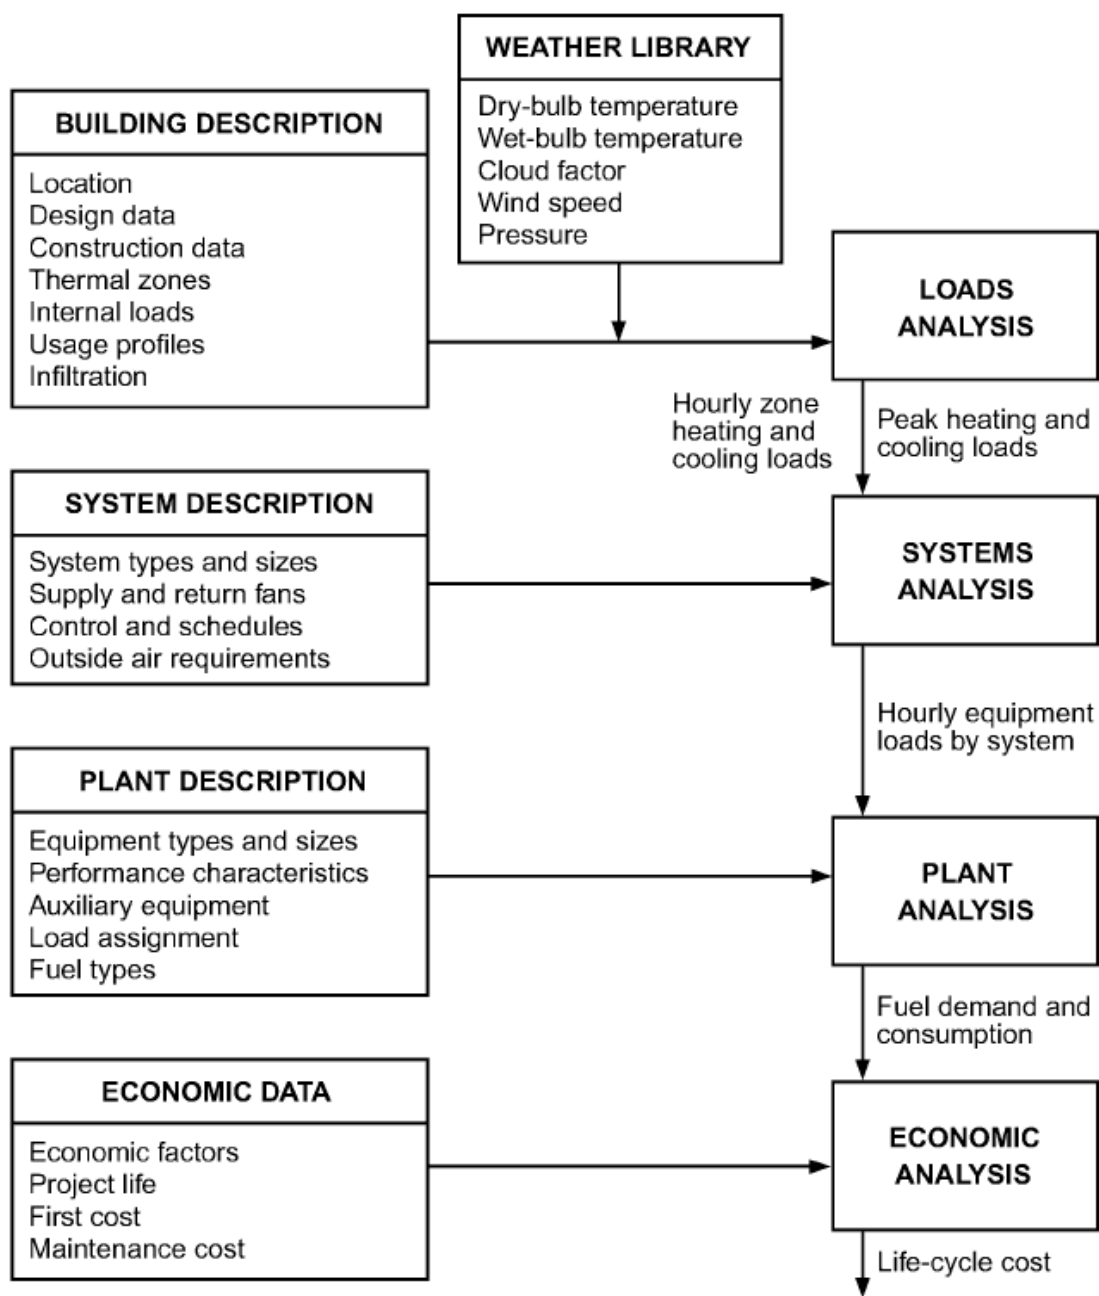 WEATHER LIBRARY
Dry-bulb temperature
Wet-bulb temperature
Cloud factor
Wind speed
Pressure
BUILDING DESCRIPTION
Location
Design data
Construction data
Thermal zones
Internal loads
Usage profiles
Infiltration
LOADS
ANALYSIS
Hourly zone
heating and
cooling loads
Peak heating and
cooling loads
SYSTEM DESCRIPTION
System types and sizes
Supply and return fans
Control and schedules
Outside air requirements
SYSTEMS
ANALYSIS
Hourly equipment
loads by system
PLANT DESCRIPTION
Equipment types and sizes
Performance characteristics
Auxiliary equipment
Load assignment
Fuel types
PLANT
ANALYSIS
Fuel demand and
consumption
ECONOMIC DATA
Economic factors
Project life
First cost
Maintenance cost
ECONOMIC
ANALYSIS
Life-cycle cost